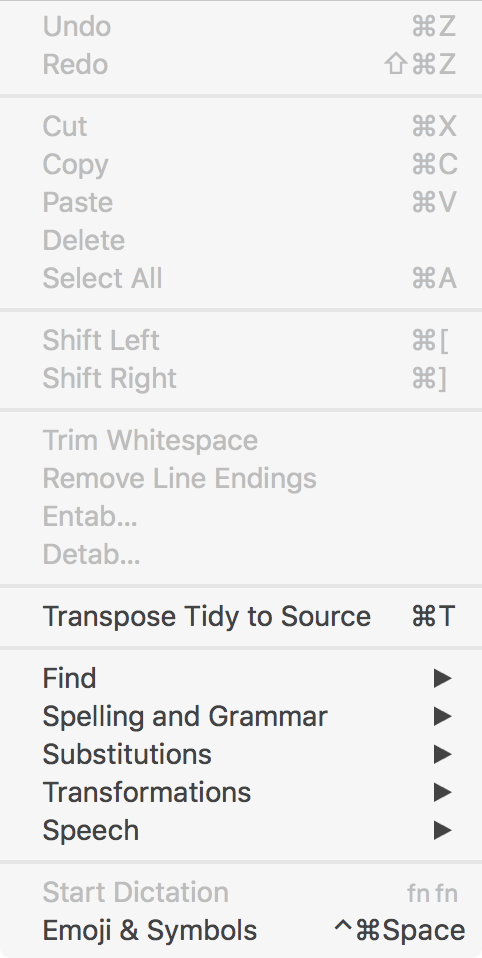 Undo ⌘Z
Redo ⇧⌘Z
Cut ⌘X
Copy ⌘C
Paste ⌘V
Delete
Select All ⌘A
Shift Left ⌘[
Shift Right ⌘]
Trim Whitespace
Remove Line Endings
Entab...
Detab...
Transpose Tidy to Source ⌘T
Find ▶
Spelling and Grammar ▶
Substitutions ▶
Transformations ▶
Speech ▶
Start Dictation fn fn
Emoji & Symbols ^⌘Space